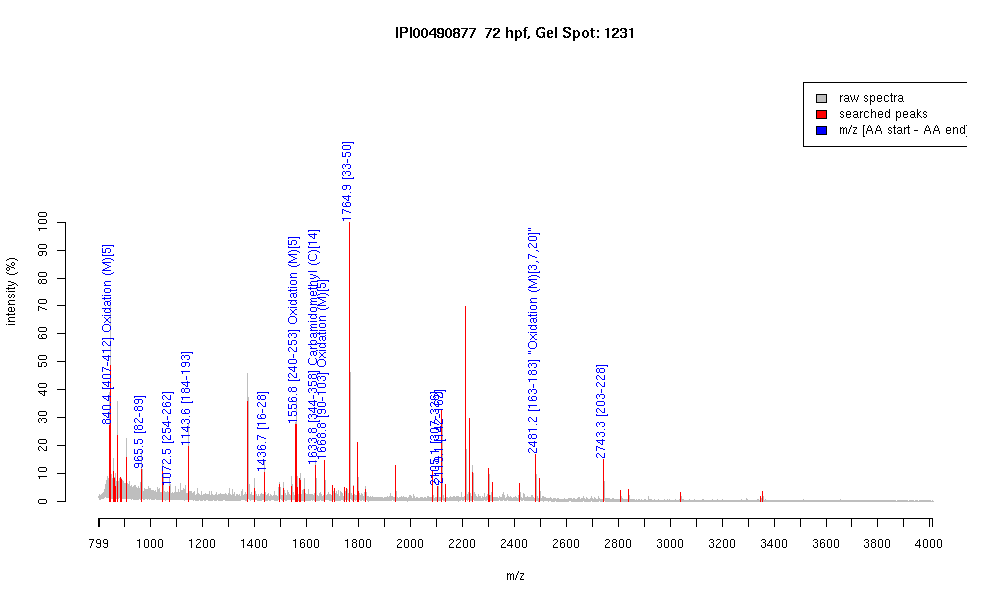 IPI00490877 72 hpf, Gel Spot: 1231
raw spectra
searched peaks
m/z [AA start - AA end]
intensity (%)
0
10
20
30
40
50
60
70
80
90
100
840.4 [407-412] Oxidation (M)[5]
965.5 [82-89]
1072.5 [254-262]
1143.6 [184-193]
1436.7 [16-28]
1556.8 [240-253] Oxidation (M)[5]
1633.8 [344-358] Carbamidomethyl (C)[14]
1668.8 [90-103] Oxidation (M)[5]
1764.9 [33-50]
2481.2 [163-183] "Oxidation (M)[3,7,20]"
2743.3 [203-228]
799 1000 1200 1400 1600 1800 2000 2200 2400 2600 2800 3000 3200 3400 3600 3800 4000
m/z